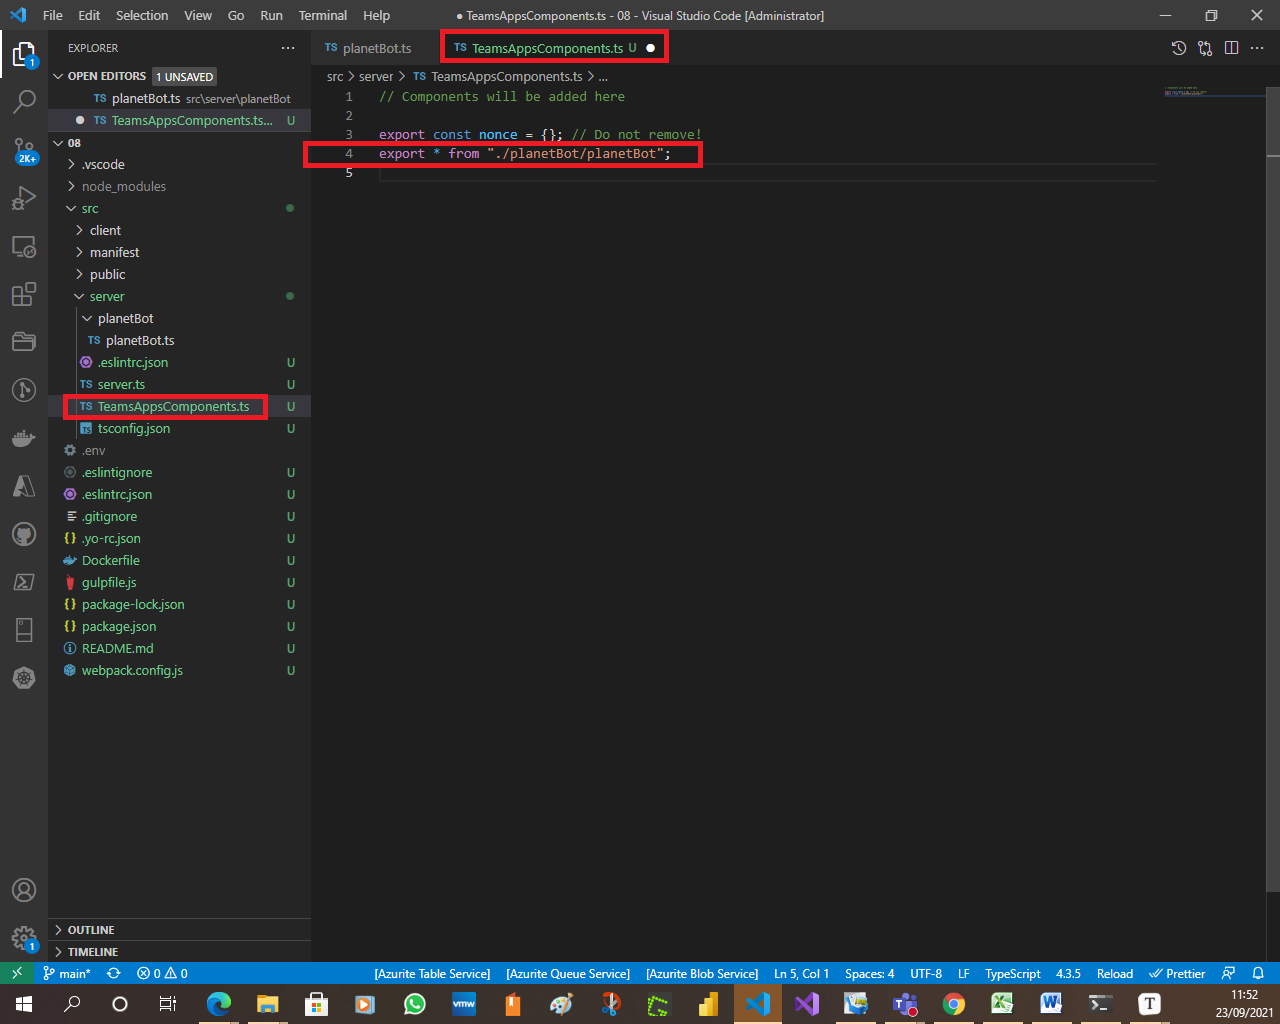 File Edit Selection View Go Run Terminal Help ● TeamsAppsComponents.ts - 08 - Visual Studio Code [Administrator]
EXPLORER
OPEN EDITORS 1 UNSAVED
TS planetBot.ts src\server\planetBot
TS TeamsAppsComponents.ts... U
08
.vscode
node_modules
src
client
manifest
public
server
planetBot
TS planetBot.ts
.eslintrc.json U
TS server.ts U
TS TeamsAppsComponents.ts U
TS tsconfig.json U
.env
.eslintignore U
.eslintrc.json U
.gitignore U
{} .yo-rc.json U
Dockerfile U
gulpfile.js U
{} package-lock.json U
{} package.json U
README.md U
webpack.config.js U
OUTLINE
TIMELINE
1
2K+
1
TS planetBot.ts TS TeamsAppsComponents.ts U
src > server > TS TeamsAppsComponents.ts > ...
1 // Components will be added here
2
3 export const nonce = {}; // Do not remove!
4 export * from "./planetBot/planetBot";
5
main* 0 0 [Azurite Table Service] [Azurite Queue Service] [Azurite Blob Service] Ln 5, Col 1 Spaces: 4 UTF-8 LF TypeScript 4.3.5 Reload Prettier
vmw T
11:52
23/09/2021